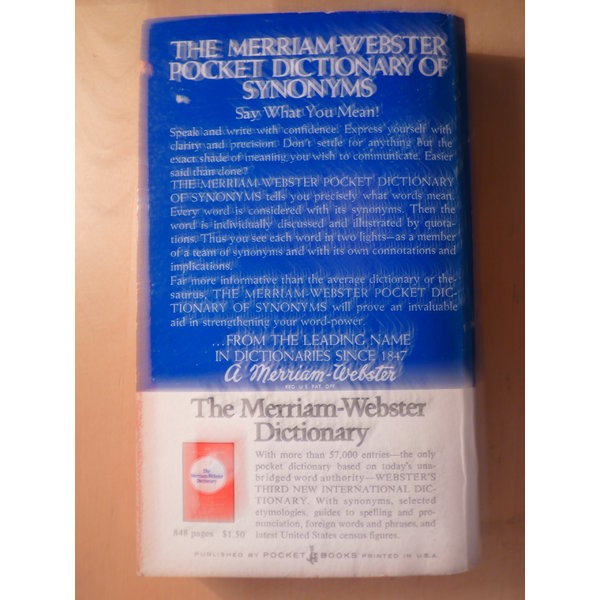 THE MERRIAM-WEBSTER
POCKET DICTIONARY OF
SYNONYMS
Say What You Mean!
Speak and write with confidence. Express yourself with
clarity and precision. Don't settle for anything but the
exact shade of meaning you wish to communicate. Easier
said than done?
THE MERRIAM-WEBSTER POCKET DICTIONARY
OF SYNONYMS tells you precisely what words mean.
Every word is considered with its synonyms. Then the
word is individually discussed and illustrated by quota-
tions. Thus you see each word in two lights—as a member
of a team of synonyms and with its own connotations and
implications.
Far more informative than the average dictionary or the-
saurus, THE MERRIAM-WEBSTER POCKET DIC-
TIONARY OF SYNONYMS will prove an invaluable
aid in strengthening your word-power.
...FROM THE LEADING NAME
IN DICTIONARIES SINCE 1847
A Merriam-Webster
REG. U.S. PAT. OFF.
The Merriam-Webster
Dictionary
The
Merriam-Webster
Dictionary
With more than 57,000 entries—the only
pocket dictionary based on today's una-
bridged word authority—WEBSTER'S
THIRD NEW INTERNATIONAL DIC-
TIONARY. With synonyms, selected
etymologies, guides to spelling and pro-
nunciation, foreign words and phrases, and
latest United States census figures.
848 pages $1.50
PUBLISHED BY POCKET BOOKS PRINTED IN U.S.A.